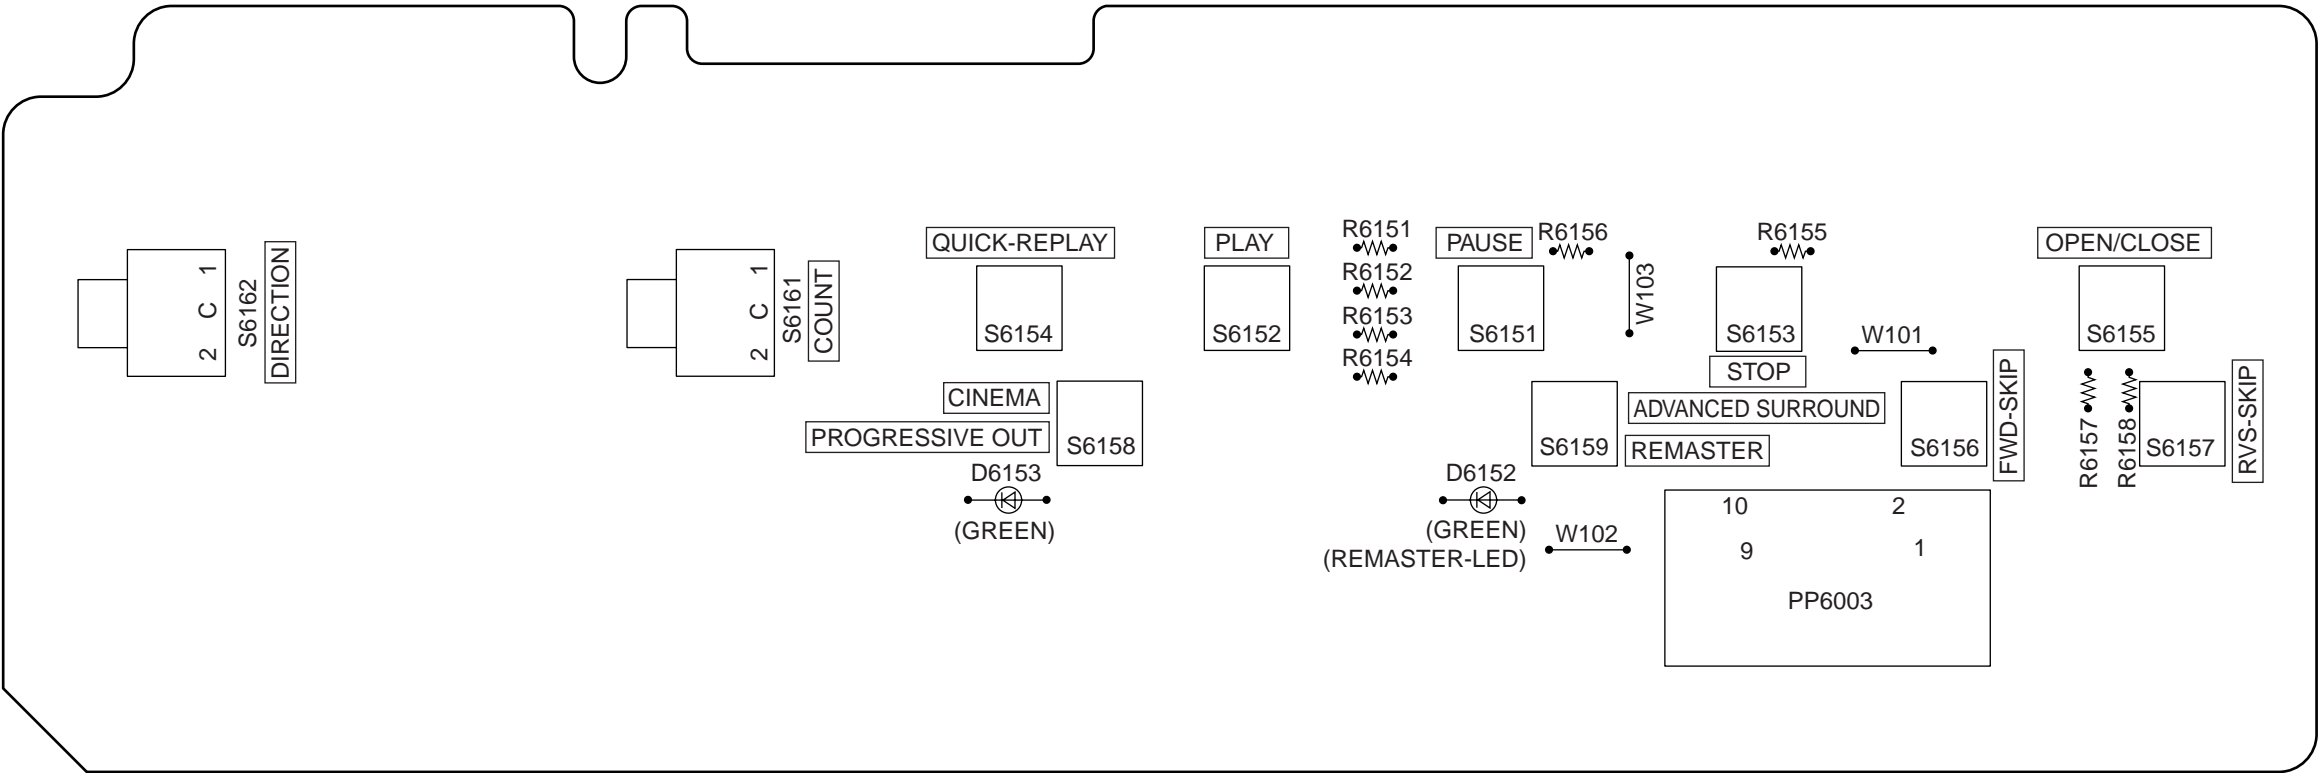 1
C
2
S6162
DIRECTION
1
C
2
S6161
COUNT
QUICK-REPLAY
S6154
PLAY
S6152
R6151
R6152
R6153
R6154
PAUSE
S6151
R6156
W103
R6155
S6153
STOP
W101
OPEN/CLOSE
S6155
CINEMA
PROGRESSIVE OUT
S6158
D6153
(GREEN)
D6152
(GREEN)
(REMASTER-LED)
W102
S6159
ADVANCED SURROUND
REMASTER
S6156
FWD-SKIP
R6157
R6158
S6157
RVS-SKIP
10
2
9
1
PP6003